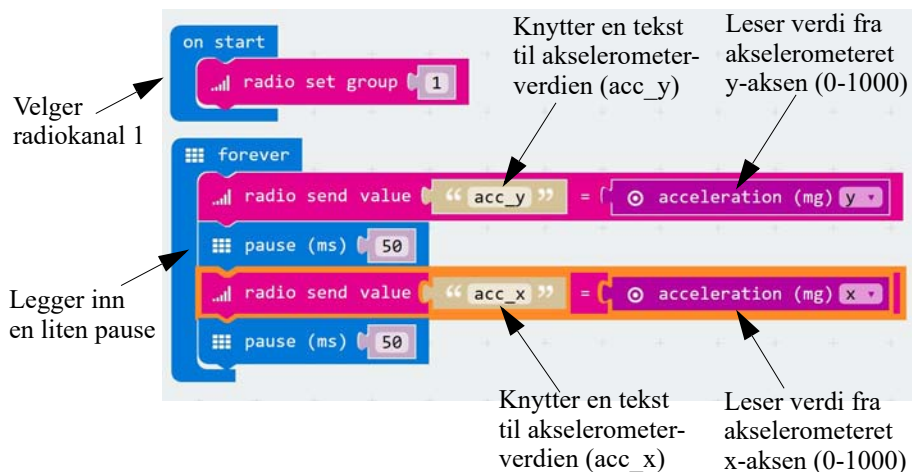 Knytter en tekst
til akselerometer-
verdien (acc_y)
Leser verdi fra
akselerometeret
y-aksen (0-1000)
Velger
radiokanal 1
on start
radio set group 1
forever
radio send value “ acc_y ” = acceleration (mg) y
pause (ms) 50
radio send value “ acc_x ” = acceleration (mg) x
pause (ms) 50
Legger inn
en liten pause
Knytter en tekst
til akselerometer-
verdien (acc_x)
Leser verdi fra
akselerometeret
x-aksen (0-1000)